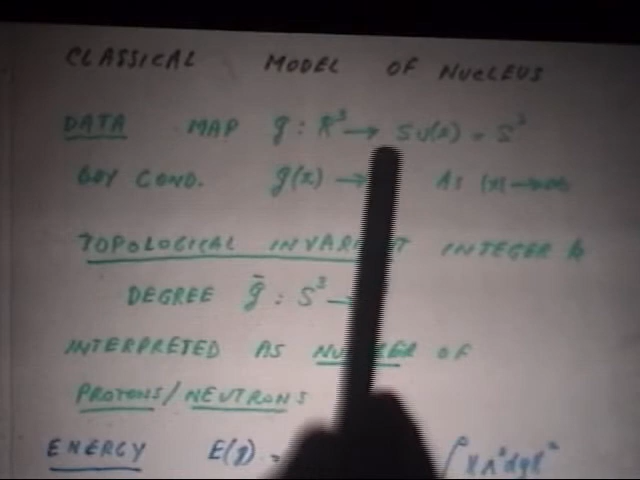 CLASSICAL MODEL OF NUCLEUS
DATA MAP g : R³ → SU(2) = S³
BDY COND. g(x) → As |x| → ∞
TOPOLOGICAL INTEGER k
DEGREE ḡ : S³ →
INTERPRETED AS NUMBER OF
PROTONS/NEUTRONS
ENERGY E(g) =